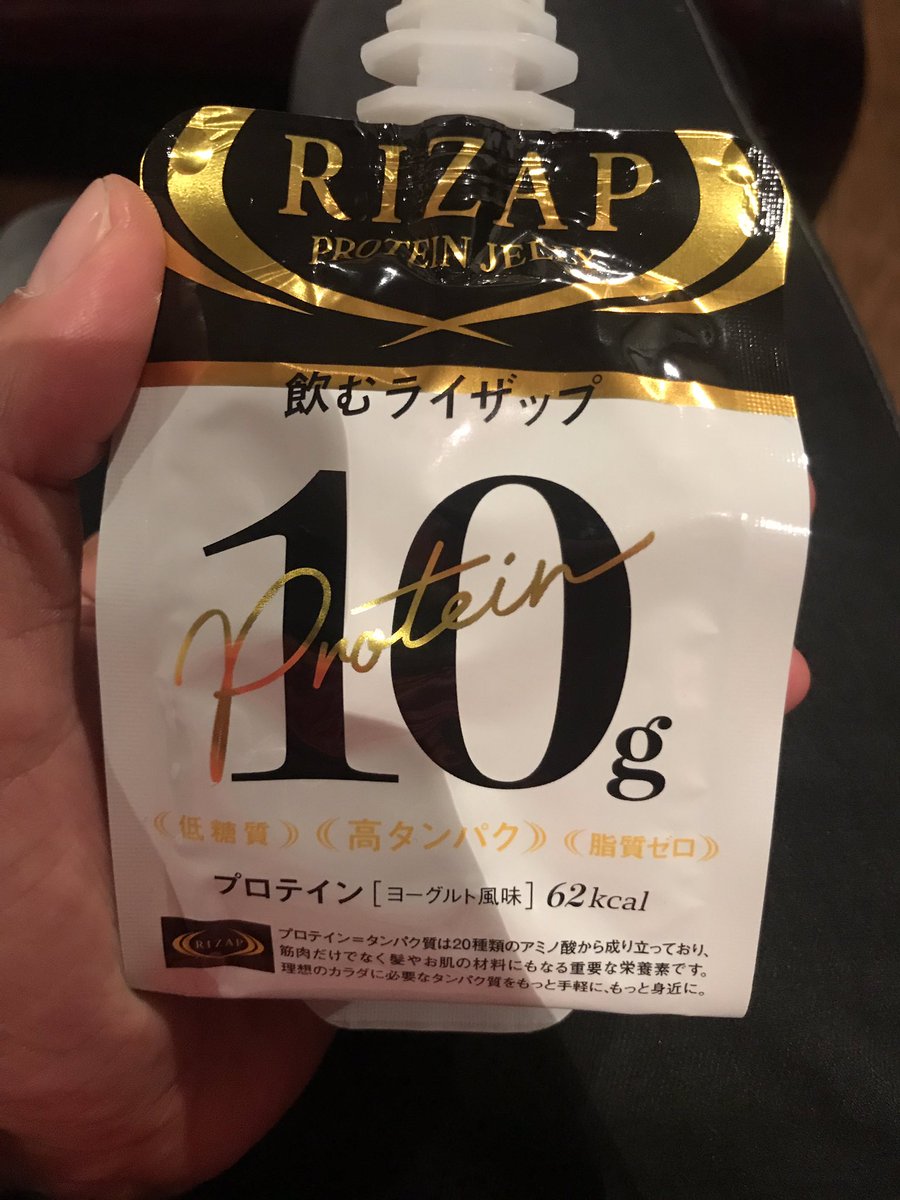 RIZAP
PROTEIN JELLY
飲むライザップ
10g
Protein
《低糖質》《高タンパク》《脂質ゼロ》
プロテイン[ヨーグルト風味] 62kcal
RIZAP
プロテイン=タンパク質は20種類のアミノ酸から成り立っており、
筋肉だけでなく髪やお肌の材料にもなる重要な栄養素です。
理想のカラダに必要なタンパク質をもっと手軽に、もっと身近に。